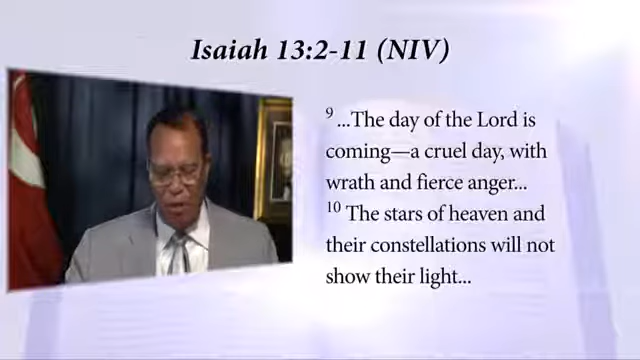 Isaiah 13:2-11 (NIV)
9 ...The day of the Lord is
coming—a cruel day, with
wrath and fierce anger...
10 The stars of heaven and
their constellations will not
show their light...